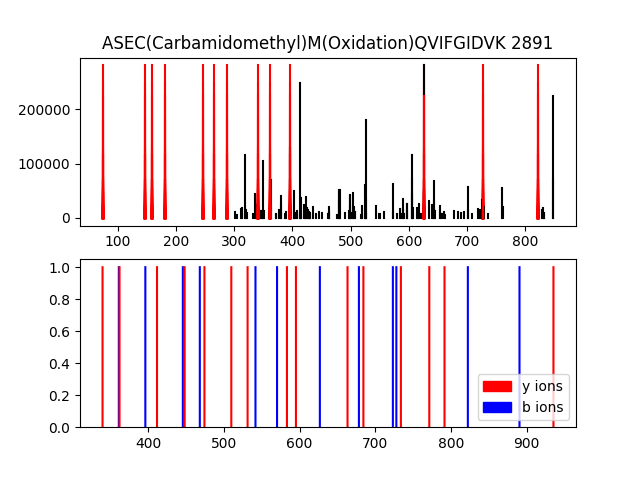 ASEC(Carbamidomethyl)M(Oxidation)QVIFGIDVK 2891
200000
100000
0
100 200 300 400 500 600 700 800
1.0
0.8
0.6
0.4
0.2
0.0
y ions
b ions
400 500 600 700 800 900